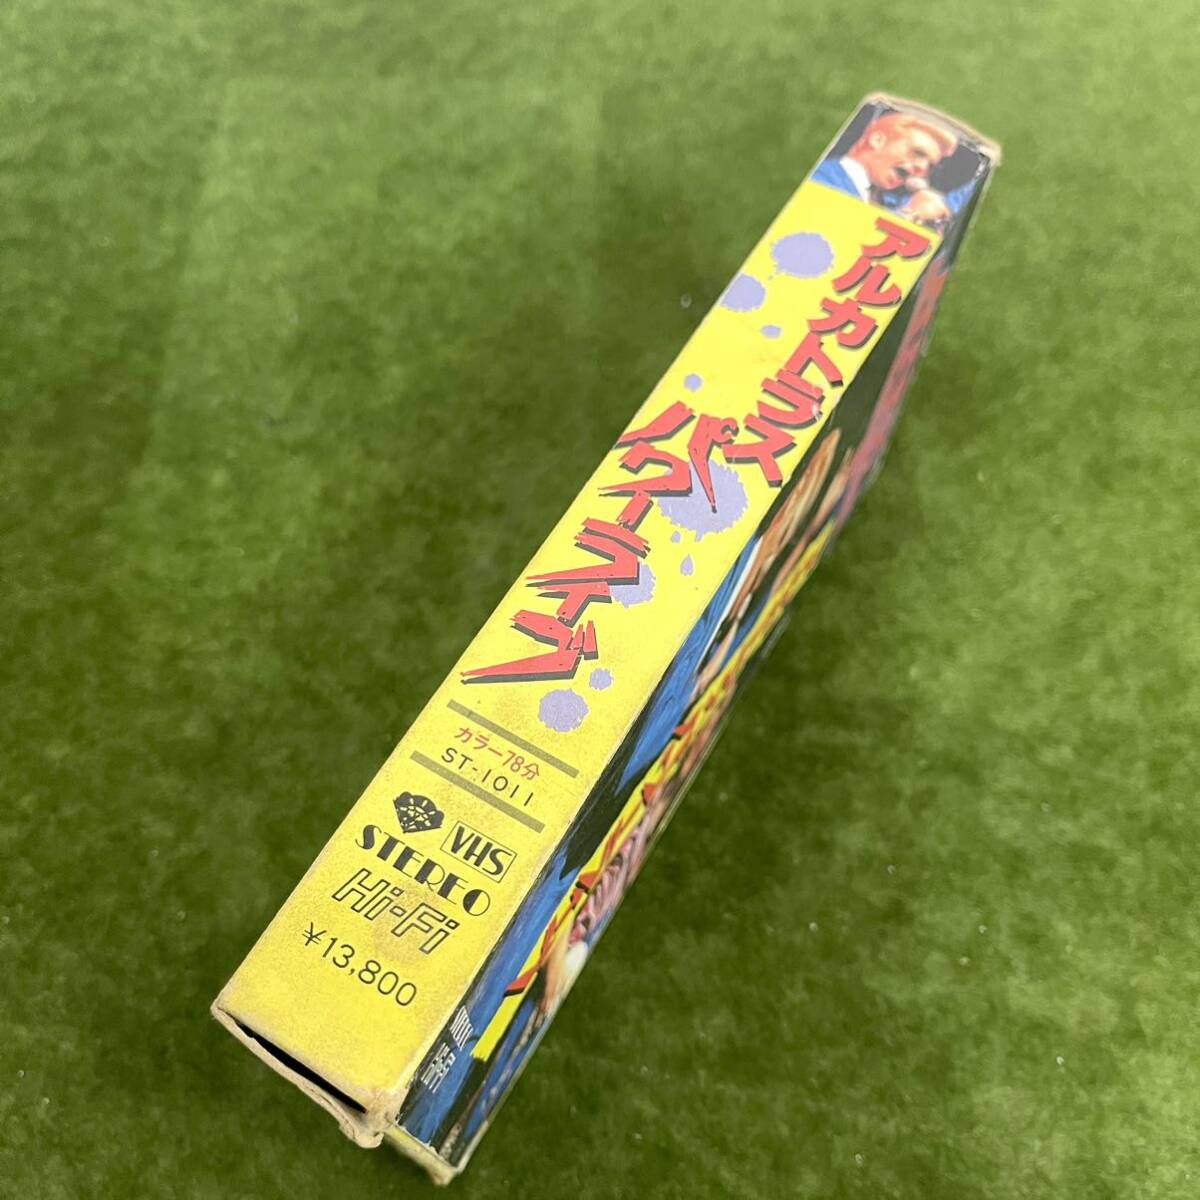 アルカトラス
パワーライブ
カラー78分
ST-1011
VHS
STEREO
Hi-Fi
￥13,800